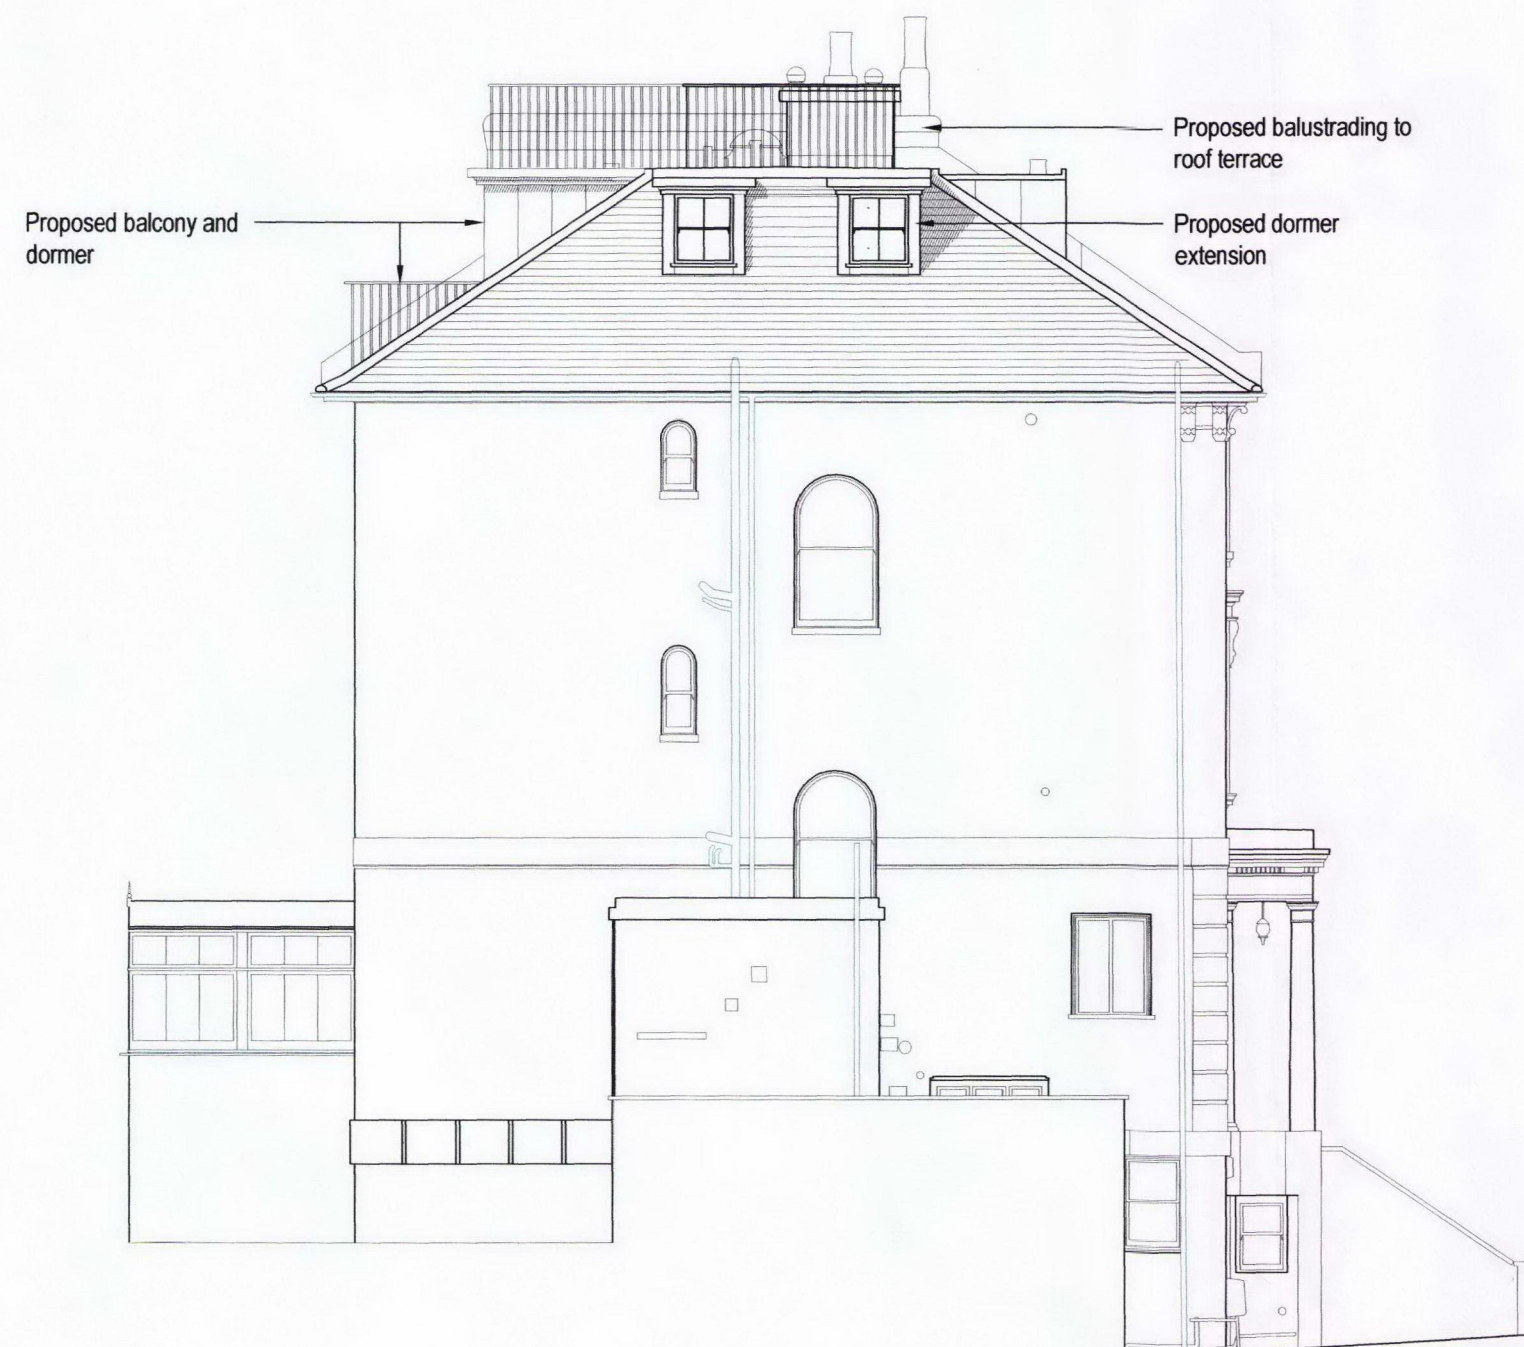 Proposed balustrading to
roof terrace
Proposed balcony and
dormer
Proposed dormer
extension